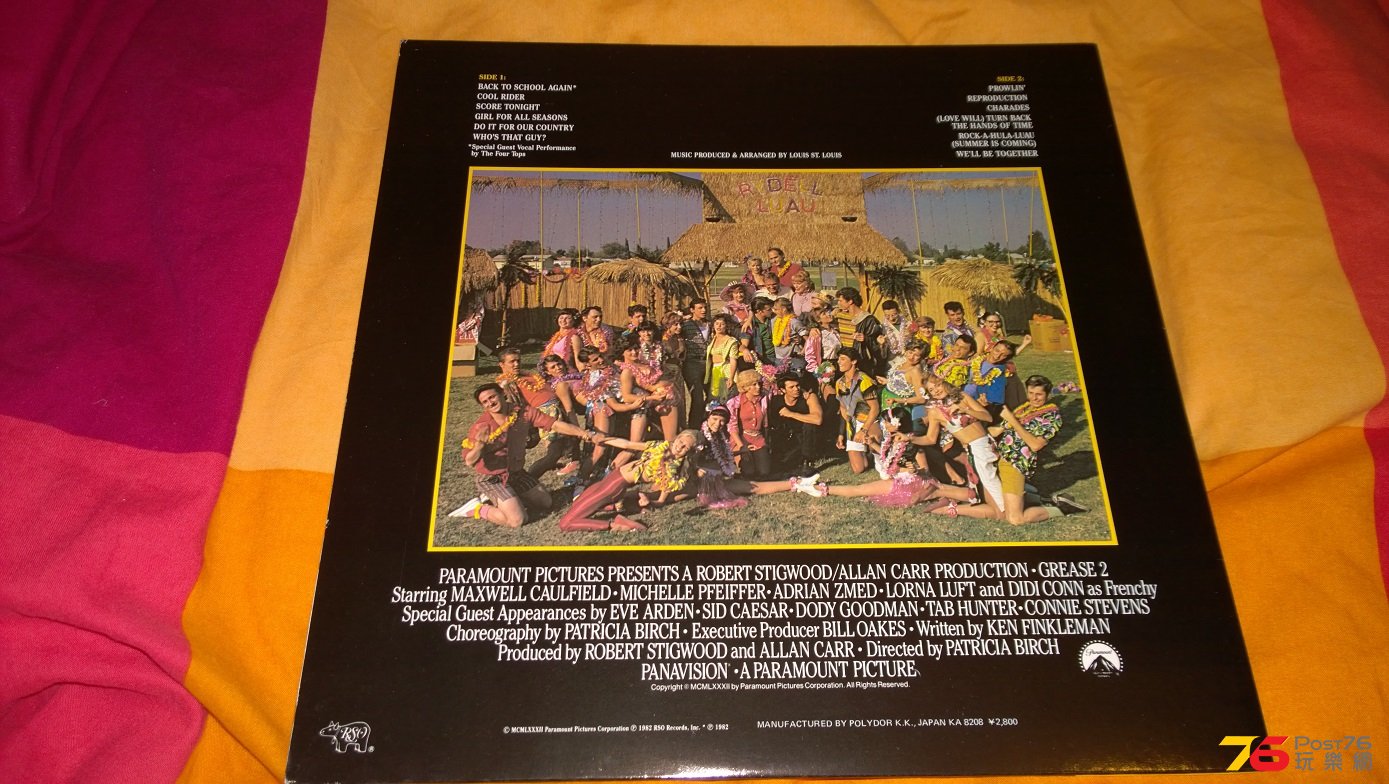 SIDE 1:
BACK TO SCHOOL AGAIN*
COOL RIDER
SCORE TONIGHT
GIRL FOR ALL SEASONS
DO IT FOR OUR COUNTRY
WHO'S THAT GUY?
*Special Guest Vocal Performance
by The Four Tops
MUSIC PRODUCED & ARRANGED BY LOUIS ST. LOUIS
SIDE 2:
PROWLIN'
REPRODUCTION
CHARADES
(LOVE WILL) TURN BACK
THE HANDS OF TIME
ROCK-A-HULA-LUAU
(SUMMER IS COMING)
WE'LL BE TOGETHER
R DELL
LUAU
PARAMOUNT PICTURES PRESENTS A ROBERT STIGWOOD/ALLAN CARR PRODUCTION • GREASE 2
Starring MAXWELL CAULFIELD • MICHELLE PFEIFFER • ADRIAN ZMED • LORNA LUFT and DIDI CONN as Frenchy
Special Guest Appearances by EVE ARDEN • SID CAESAR • DODY GOODMAN • TAB HUNTER • CONNIE STEVENS
Choreography by PATRICIA BIRCH • Executive Producer BILL OAKES • Written by KEN FINKLEMAN
Produced by ROBERT STIGWOOD and ALLAN CARR • Directed by PATRICIA BIRCH
PANAVISION® • A PARAMOUNT PICTURE
Copyright © MCMLXXXII by Paramount Pictures Corporation. All Rights Reserved.
Paramount
RSO®
© MCMLXXXII Paramount Pictures Corporation ℗ 1982 RSO Records, Inc. * ℗ 1982
MANUFACTURED BY POLYDOR K.K., JAPAN KA 8208 ¥2,800
76 POST76
玩樂網